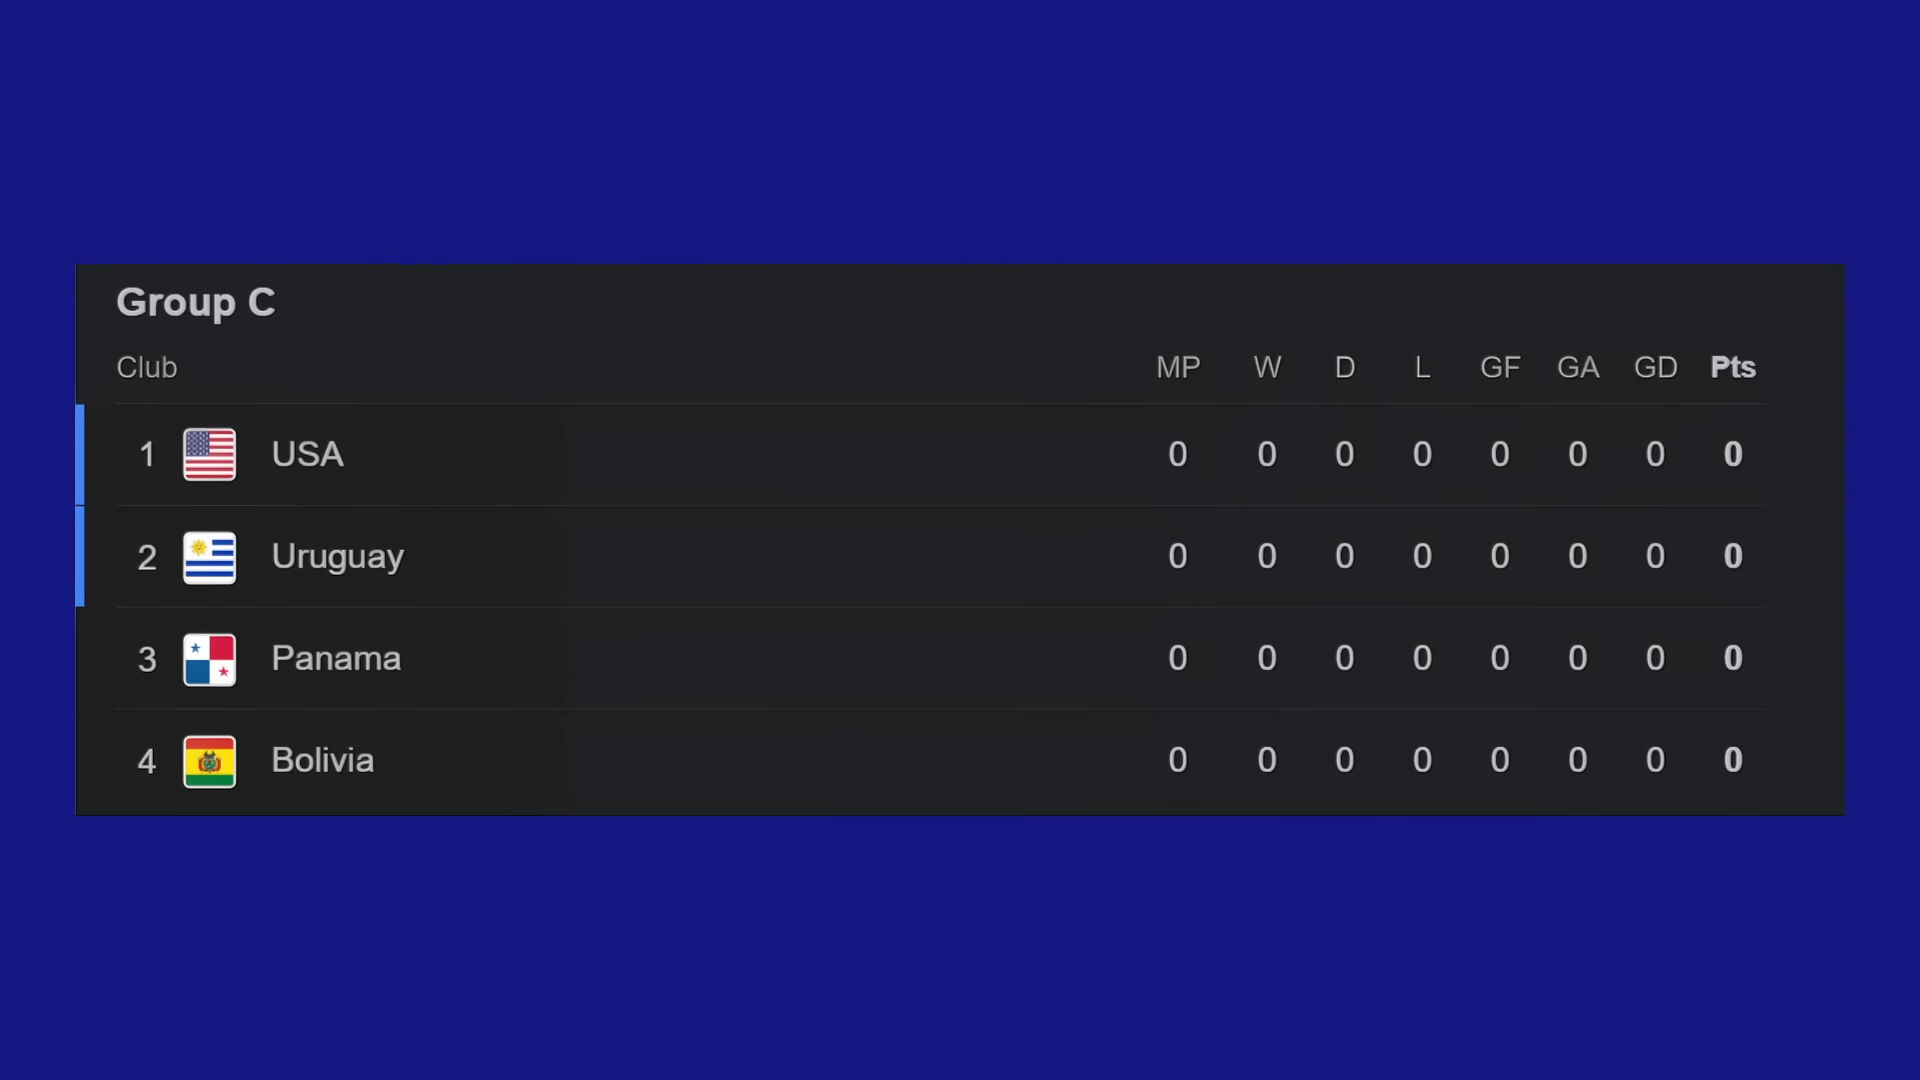 Group C
Club MP W D L GF GA GD Pts
1 USA 0 0 0 0 0 0 0 0
2 Uruguay 0 0 0 0 0 0 0 0
3 Panama 0 0 0 0 0 0 0 0
4 Bolivia 0 0 0 0 0 0 0 0